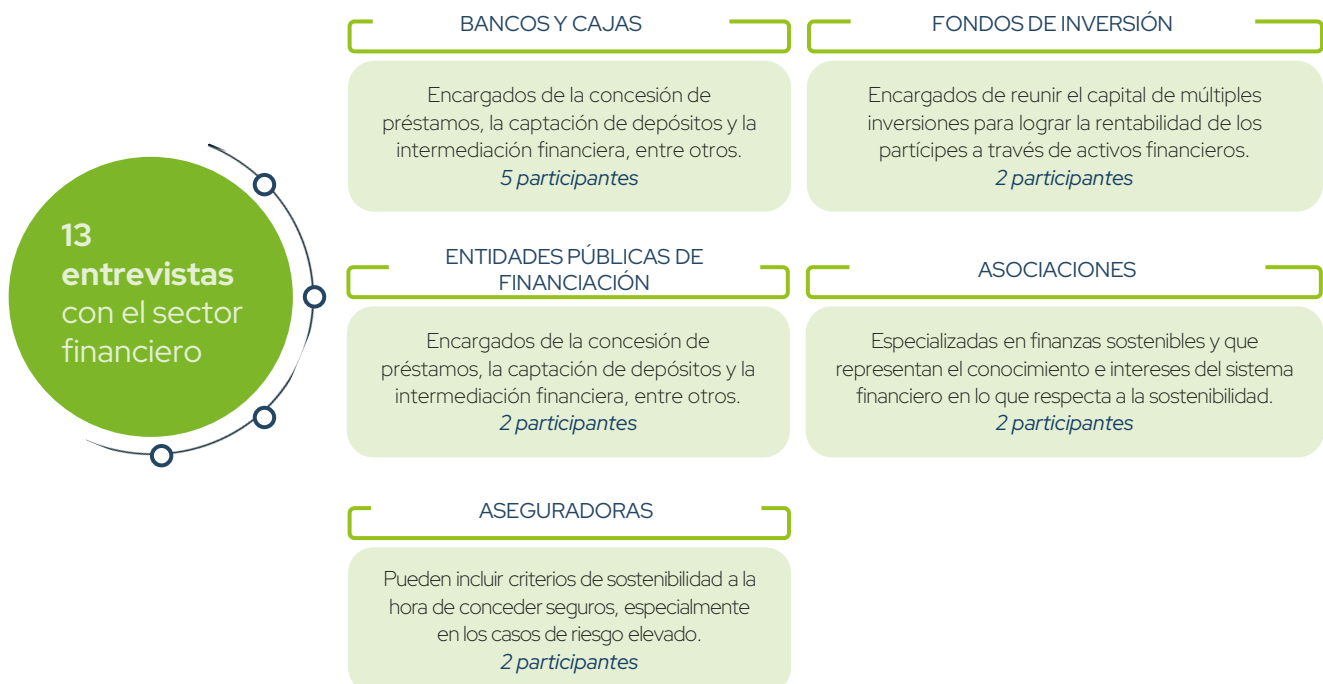 13
entrevistas
con el sector
financiero
BANCOS Y CAJAS
Encargados de la concesión de
préstamos, la captación de depósitos y la
intermediación financiera, entre otros.
5 participantes
FONDOS DE INVERSIÓN
Encargados de reunir el capital de múltiples
inversiones para lograr la rentabilidad de los
partícipes a través de activos financieros.
2 participantes
ENTIDADES PÚBLICAS DE
FINANCIACIÓN
Encargados de la concesión de
préstamos, la captación de depósitos y la
intermediación financiera, entre otros.
2 participantes
ASOCIACIONES
Especializadas en finanzas sostenibles y que
representan el conocimiento e intereses del sistema
financiero en lo que respecta a la sostenibilidad.
2 participantes
ASEGURADORAS
Pueden incluir criterios de sostenibilidad a la
hora de conceder seguros, especialmente
en los casos de riesgo elevado.
2 participantes